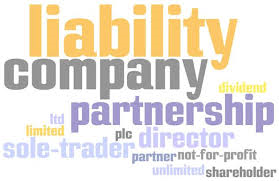 liability
company
dividend
partnership
ltd
limited plc director
sole-trader partner not-for-profit
unlimited shareholder